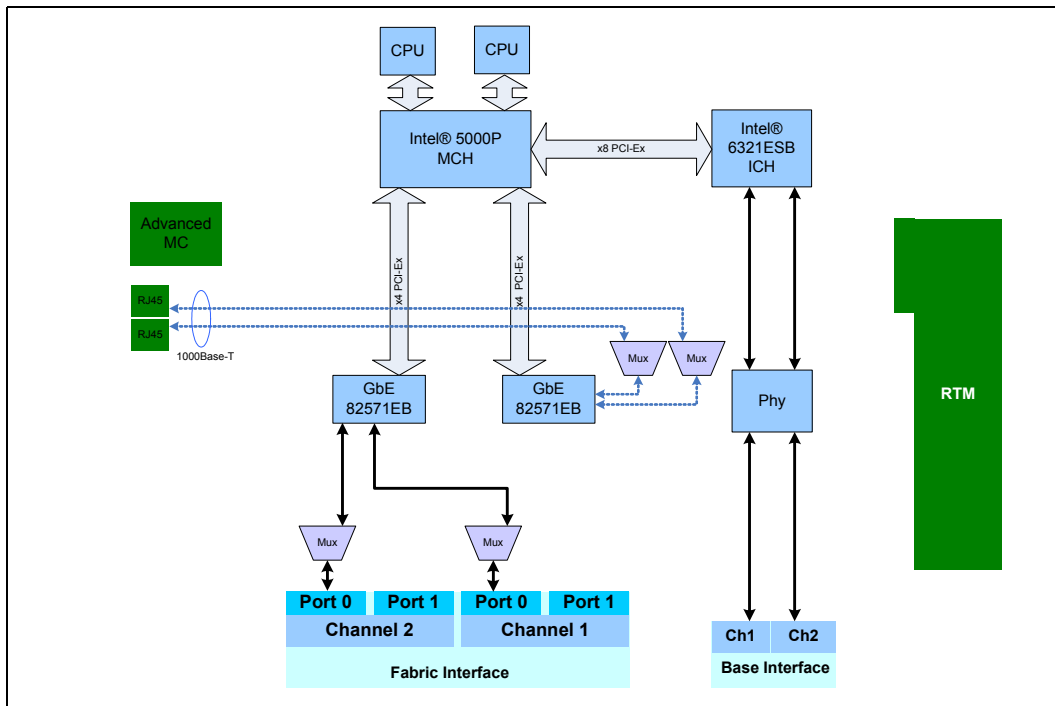 CPU
CPU
Intel® 5000P
MCH
x8 PCI-Ex
Intel®
6321ESB
ICH
Advanced
MC
x4 PCI-Ex
x4 PCI-Ex
RJ45
RJ45
1000Base-T
Mux
Mux
GbE
82571EB
GbE
82571EB
Phy
RTM
Mux
Mux
Port 0
Port 1
Port 0
Port 1
Channel 2
Channel 1
Fabric Interface
Ch1
Ch2
Base Interface